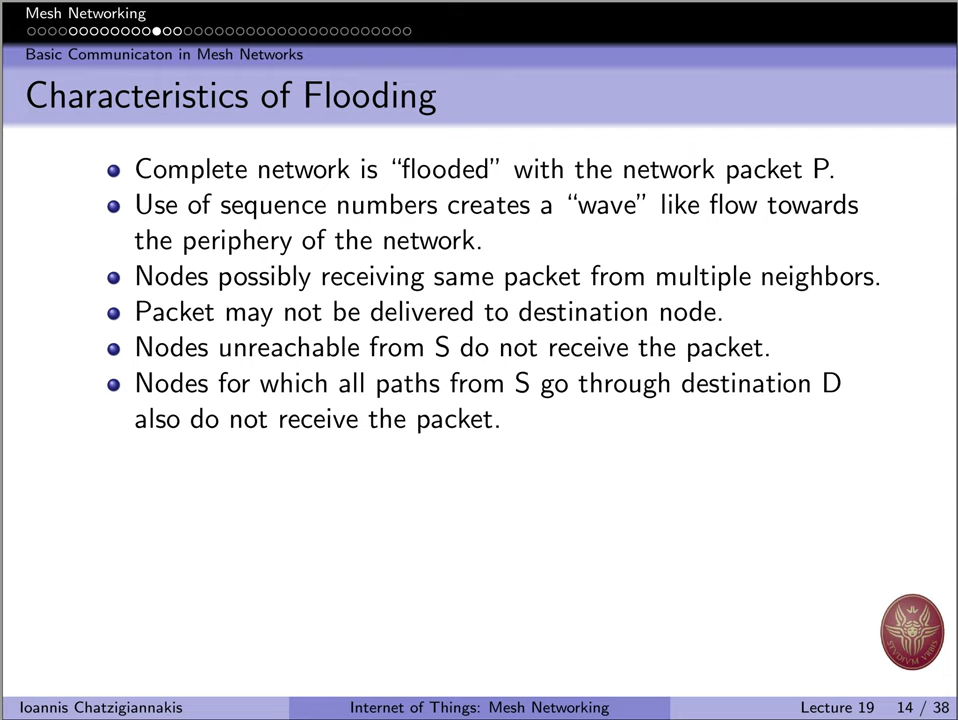 Mesh Networking
Basic Communicaton in Mesh Networks
Characteristics of Flooding
Complete network is “flooded” with the network packet P.
Use of sequence numbers creates a “wave” like flow towards
the periphery of the network.
Nodes possibly receiving same packet from multiple neighbors.
Packet may not be delivered to destination node.
Nodes unreachable from S do not receive the packet.
Nodes for which all paths from S go through destination D
also do not receive the packet.
STVDIVM VRBIS
Ioannis Chatzigiannakis Internet of Things: Mesh Networking Lecture 19 14 / 38